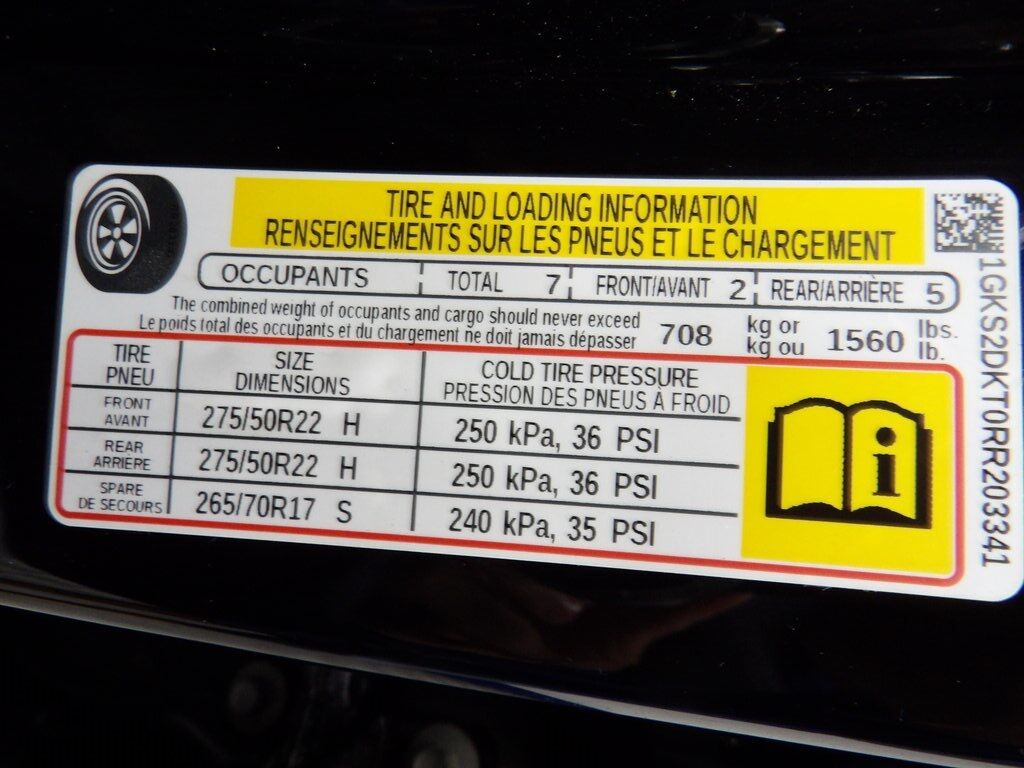 TIRE AND LOADING INFORMATION
RENSEIGNEMENTS SUR LES PNEUS ET LE CHARGEMENT
OCCUPANTS TOTAL 7 FRONT/AVANT 2 REAR/ARRIÈRE 5
The combined weight of occupants and cargo should never exceed
Le poids total des occupants et du chargement ne doit jamais dépasser
708 kg or 1560 lbs.
kg ou lb.
TIRE SIZE COLD TIRE PRESSURE
PNEU DIMENSIONS PRESSION DES PNEUS À FROID
FRONT
AVANT 275/50R22 H 250 kPa, 36 PSI
REAR
ARRIÈRE 275/50R22 H 250 kPa, 36 PSI
SPARE
DE SECOURS 265/70R17 S 240 kPa, 35 PSI
i
1GKS2DKT0RR203341